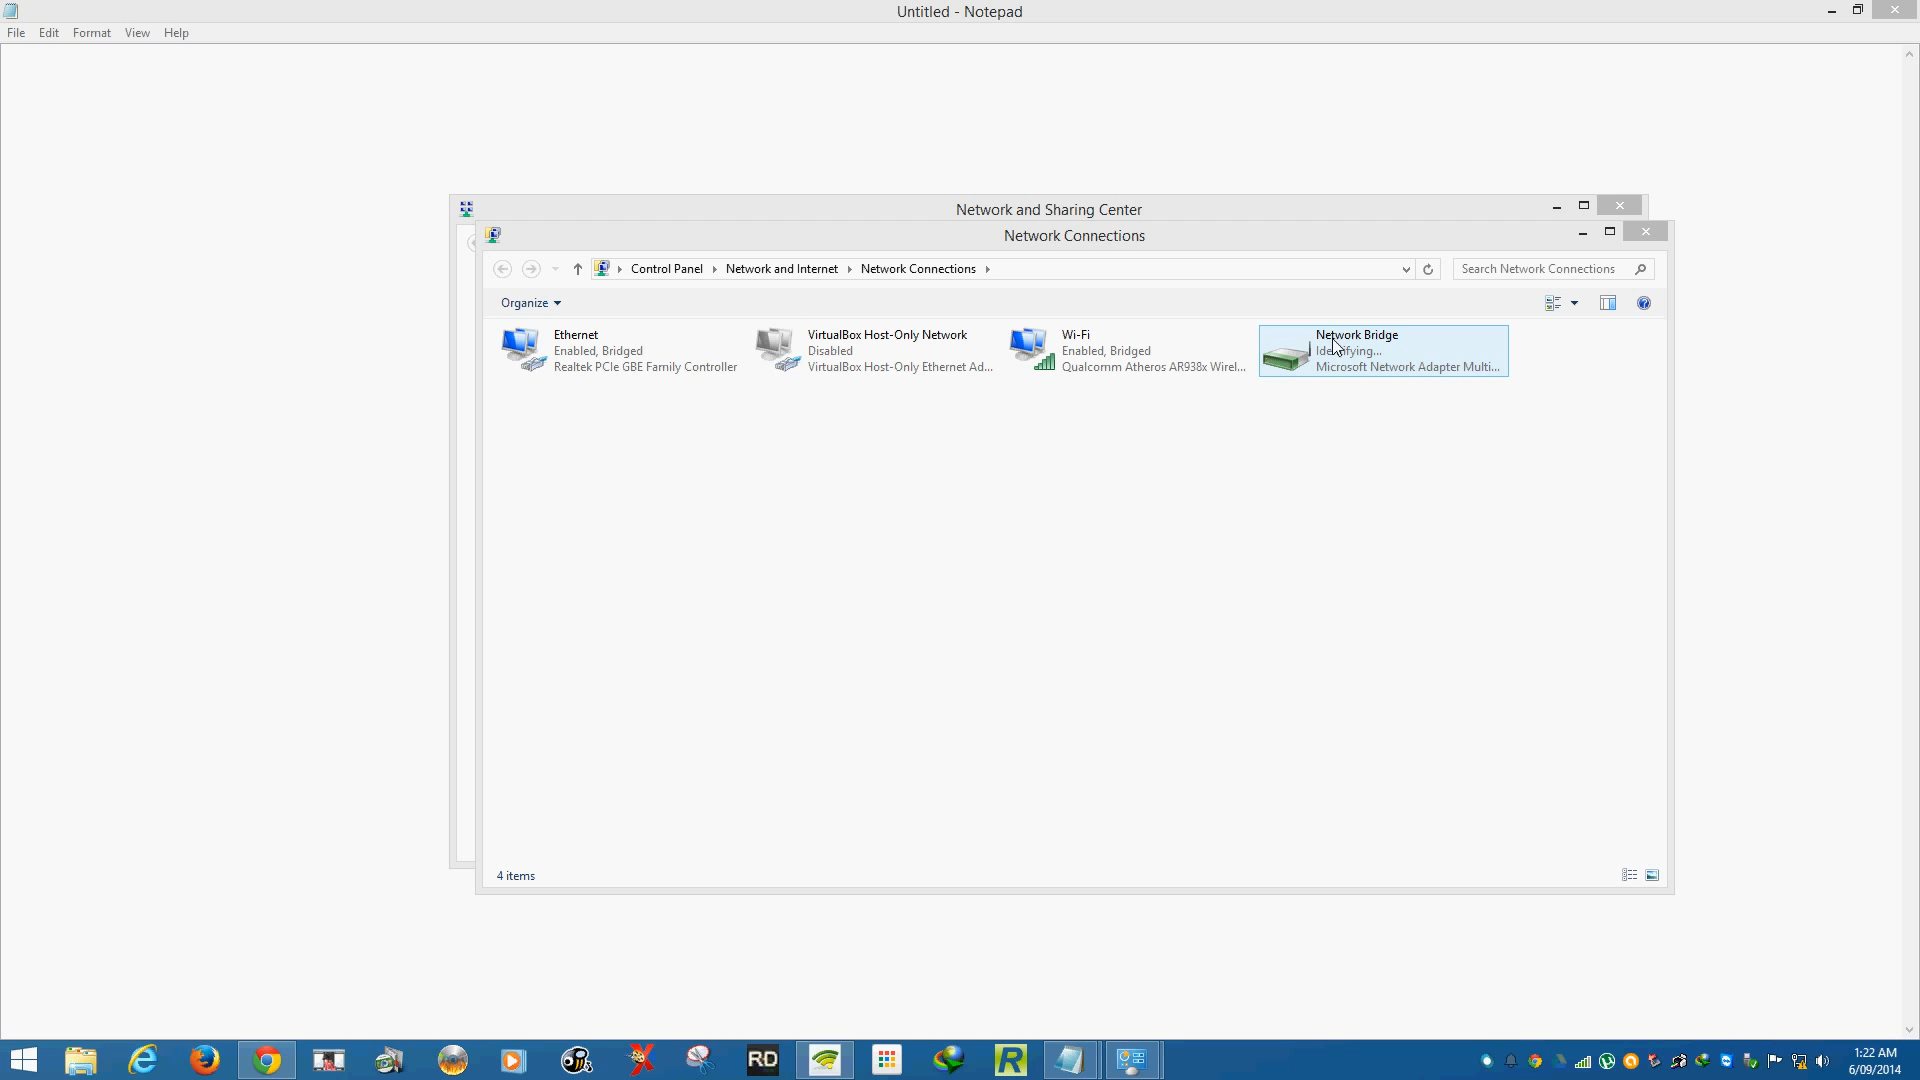 Untitled - Notepad
File Edit Format View Help
Network and Sharing Center
Network Connections
Control Panel Network and Internet Network Connections
Search Network Connections
Organize
Ethernet
Enabled, Bridged
Realtek PCIe GBE Family Controller
VirtualBox Host-Only Network
Disabled
VirtualBox Host-Only Ethernet Ad...
Wi-Fi
Enabled, Bridged
Qualcomm Atheros AR938x Wirel...
Network Bridge
Identifying...
Microsoft Network Adapter Multi...
4 items
RD
R
1:22 AM
6/09/2014